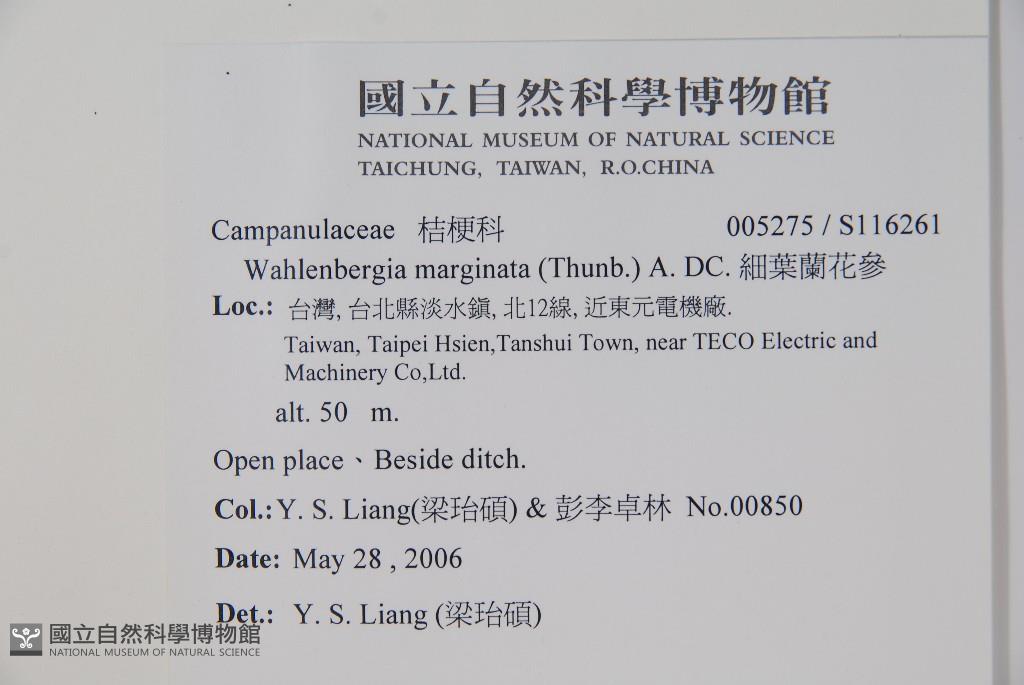 國立自然科學博物館
NATIONAL MUSEUM OF NATURAL SCIENCE
TAICHUNG, TAIWAN, R.O.CHINA
Campanulaceae 桔梗科 005275 / S116261
Wahlenbergia marginata (Thunb.) A. DC. 細葉蘭花參
Loc.: 台灣, 台北縣淡水鎮, 北12線, 近東元電機廠.
Taiwan, Taipei Hsien,Tanshui Town, near TECO Electric and
Machinery Co,Ltd.
alt. 50 m.
Open place、Beside ditch.
Col.:Y. S. Liang(梁珆碩) & 彭李卓林 No.00850
Date: May 28 , 2006
Det.: Y. S. Liang (梁珆碩)
國立自然科學博物館
NATIONAL MUSEUM OF NATURAL SCIENCE